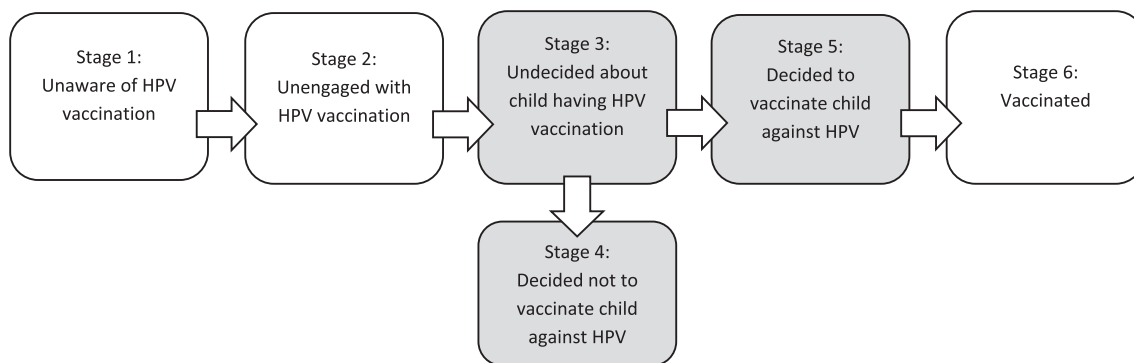 Stage 1:
Unaware of HPV
vaccination
Stage 2:
Unengaged with
HPV vaccination
Stage 3:
Undecided about
child having HPV
vaccination
Stage 5:
Decided to
vaccinate child
against HPV
Stage 6:
Vaccinated
Stage 4:
Decided not to
vaccinate child
against HPV